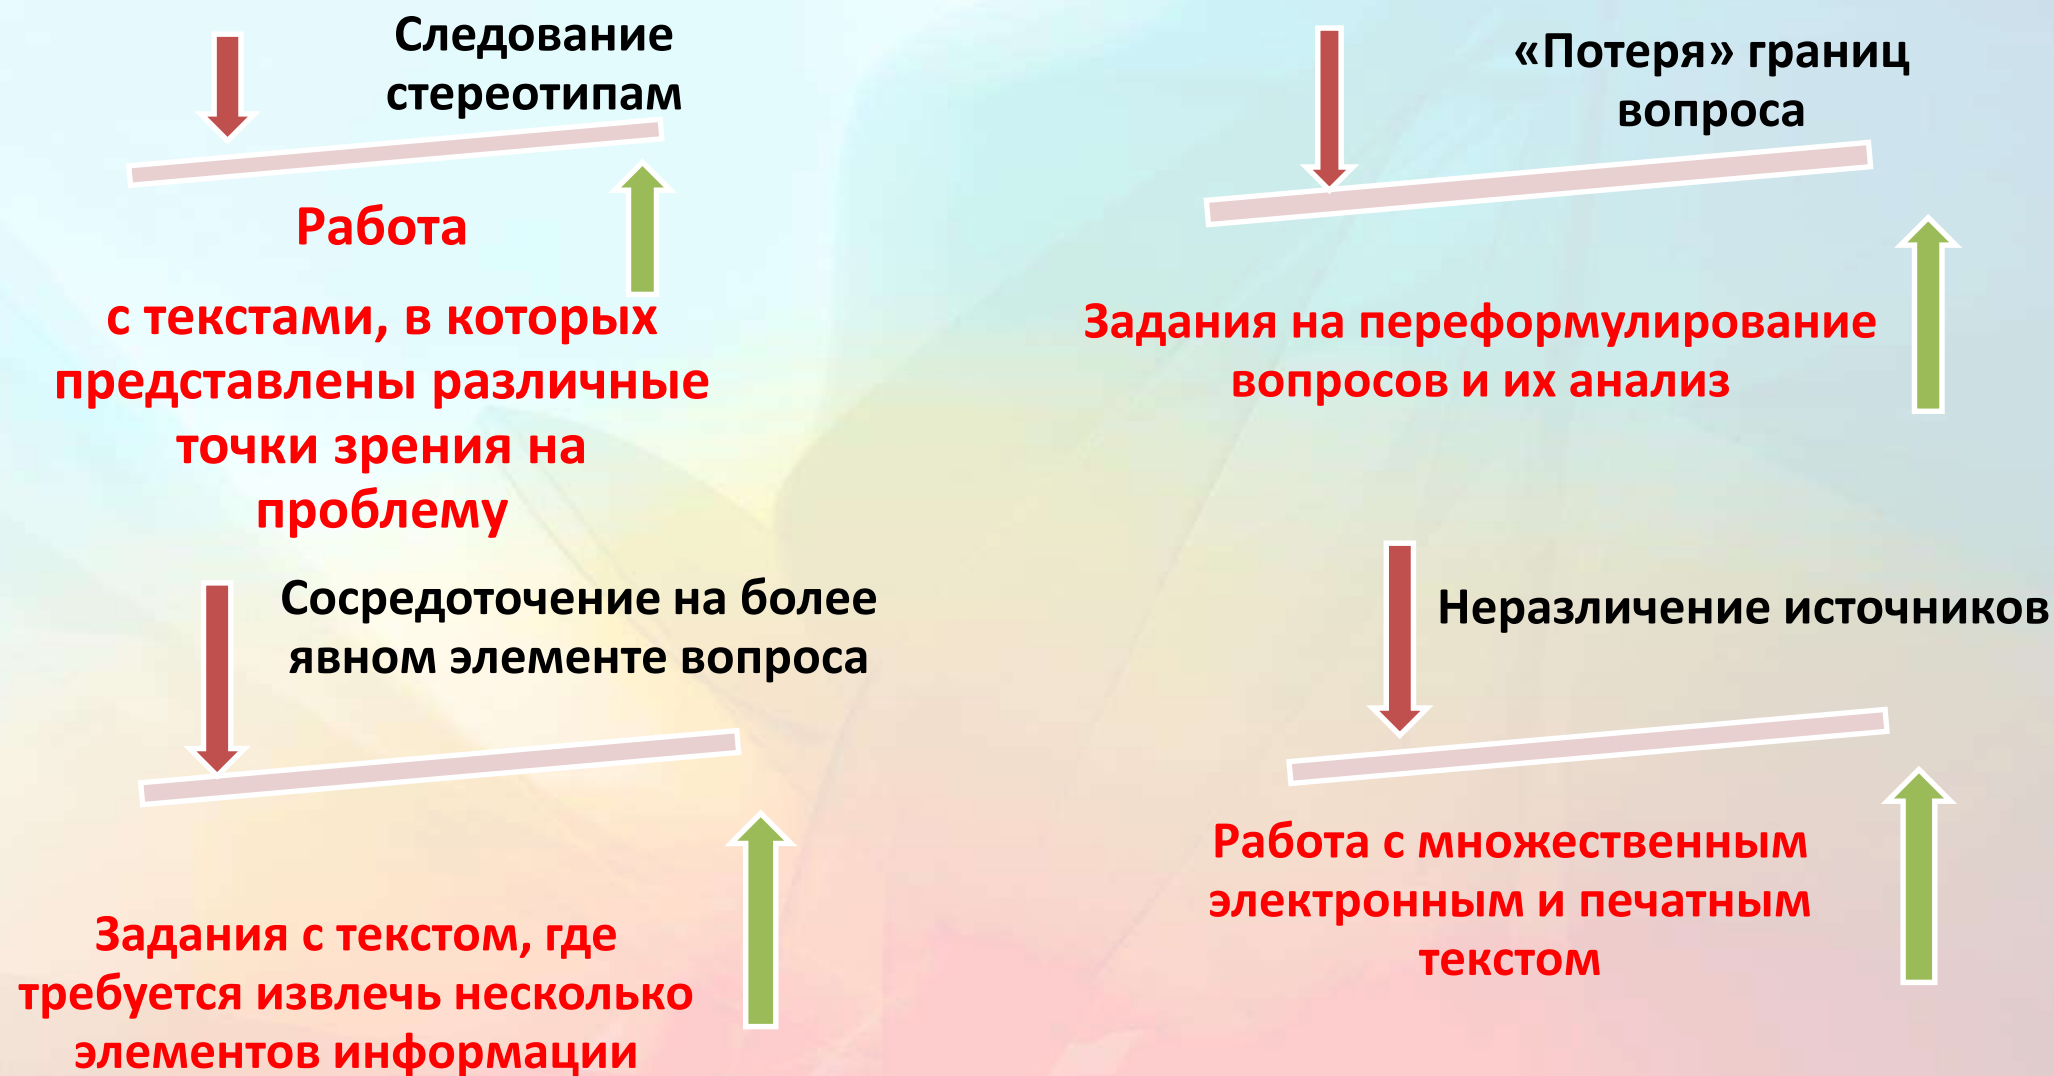 Следование
стереотипам
Работа
с текстами, в которых
представлены различные
точки зрения на
проблему
«Потеря» границ
вопроса
Задания на переформулирование
вопросов и их анализ
Сосредоточение на более
явном элементе вопроса
Задания с текстом, где
требуется извлечь несколько
элементов информации
Неразличение источников
Работа с множественным
электронным и печатным
текстом